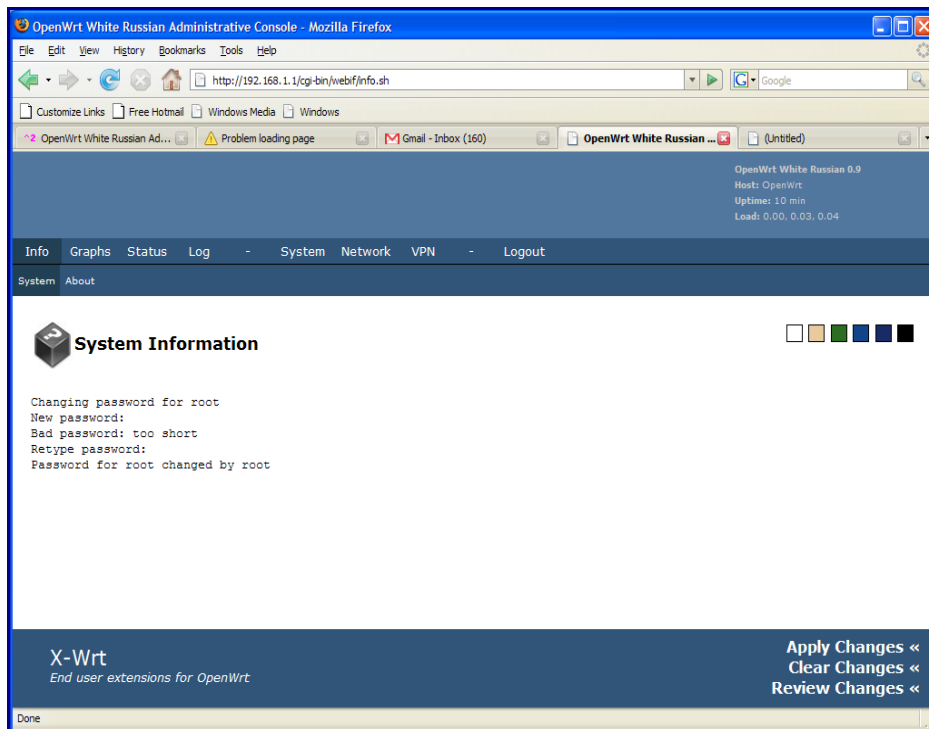 OpenWrt White Russian Administrative Console - Mozilla Firefox
File Edit View History Bookmarks Tools Help
http://192.168.1.1/cgi-bin/webif/info.sh
G Google
Customize Links Free Hotmail Windows Media Windows
^2 OpenWrt White Russian Ad... Problem loading page Gmail - Inbox (160) OpenWrt White Russian ... (Untitled)
OpenWrt White Russian 0.9
Host: OpenWrt
Uptime: 10 min
Load: 0.00, 0.03, 0.04
Info Graphs Status Log - System Network VPN - Logout
System About
? System Information
Changing password for root
New password:
Bad password: too short
Retype password:
Password for root changed by root
X-Wrt
End user extensions for OpenWrt
Apply Changes «
Clear Changes «
Review Changes «
Done